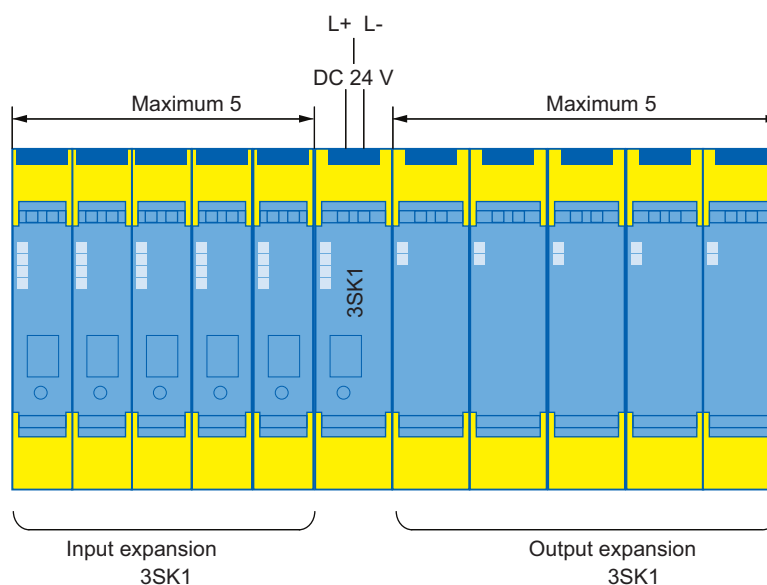 L+ L-
DC 24 V
Maximum 5
Maximum 5
3SK1
Input expansion
3SK1
Output expansion
3SK1